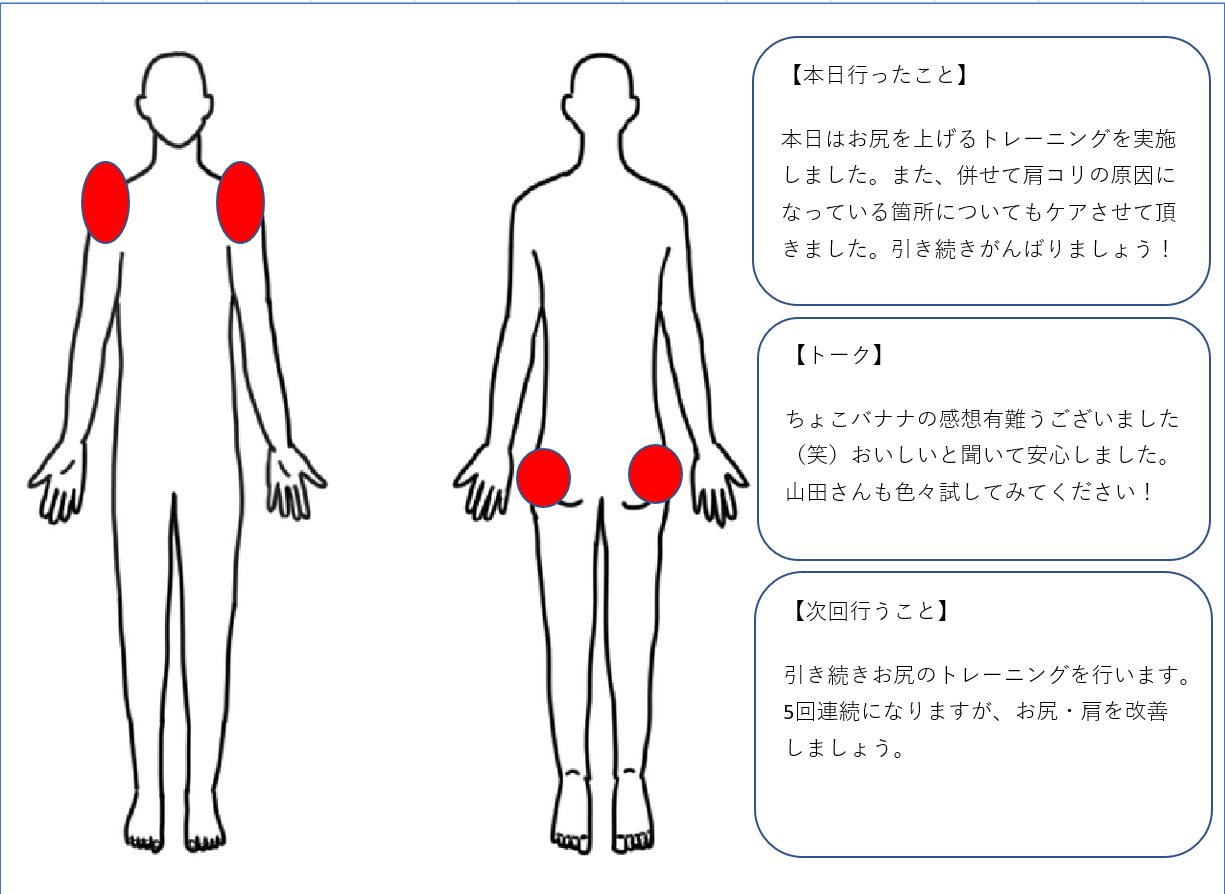 【本日行ったこと】
本日はお尻を上げるトレーニングを実施
しました。また、併せて肩コリの原因に
なっている箇所についてもケアさせて頂
きました。引き続きがんばりましょう！
【トーク】
ちょこバナナの感想有難うございました
（笑）おいしいと聞いて安心しました。
山田さんも色々試してみてください！
【次回行うこと】
引き続きお尻のトレーニングを行います。
5回連続になりますが、お尻・肩を改善
しましょう。